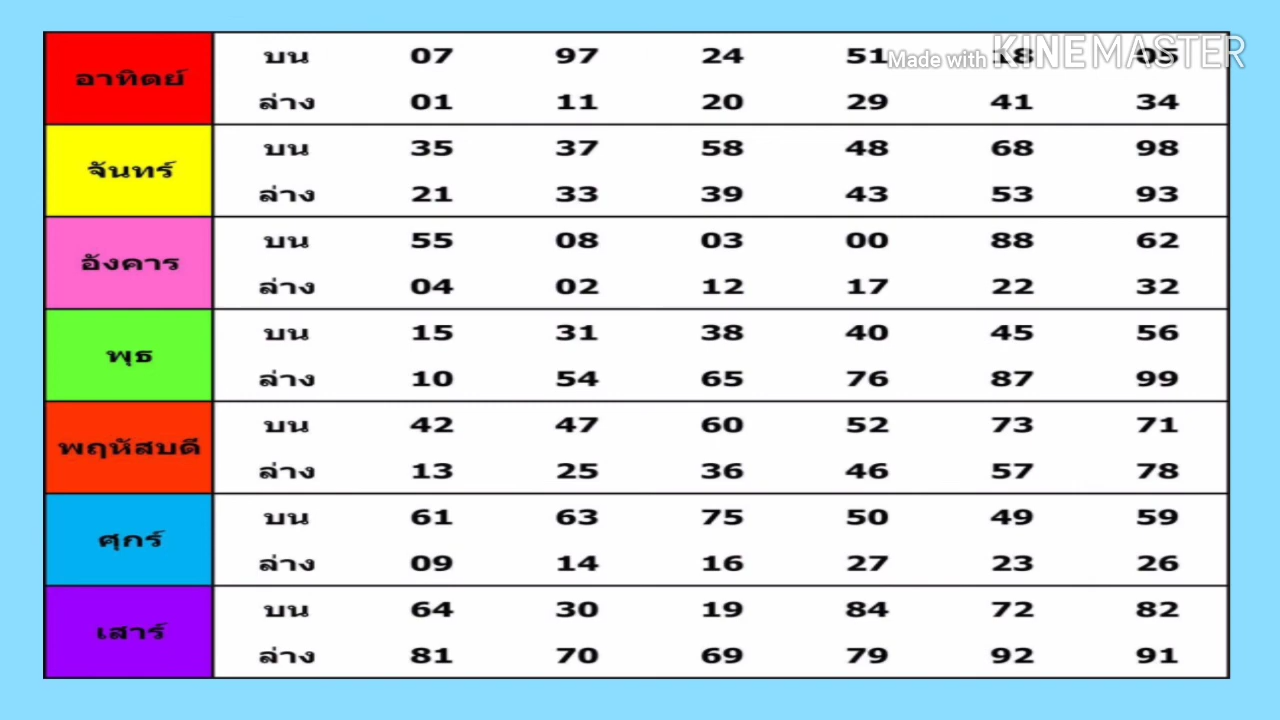 อาทิตย์
บน 07 97 24 51 18 05
ล่าง 01 11 20 29 41 34
Made with KINEMASTER
จันทร์
บน 35 37 58 48 68 98
ล่าง 21 33 39 43 53 93
อังคาร
บน 55 08 03 00 88 62
ล่าง 04 02 12 17 22 32
พุธ
บน 15 31 38 40 45 56
ล่าง 10 54 65 76 87 99
พฤหัสบดี
บน 42 47 60 52 73 71
ล่าง 13 25 36 46 57 78
ศุกร์
บน 61 63 75 50 49 59
ล่าง 09 14 16 27 23 26
เสาร์
บน 64 30 19 84 72 82
ล่าง 81 70 69 79 92 91